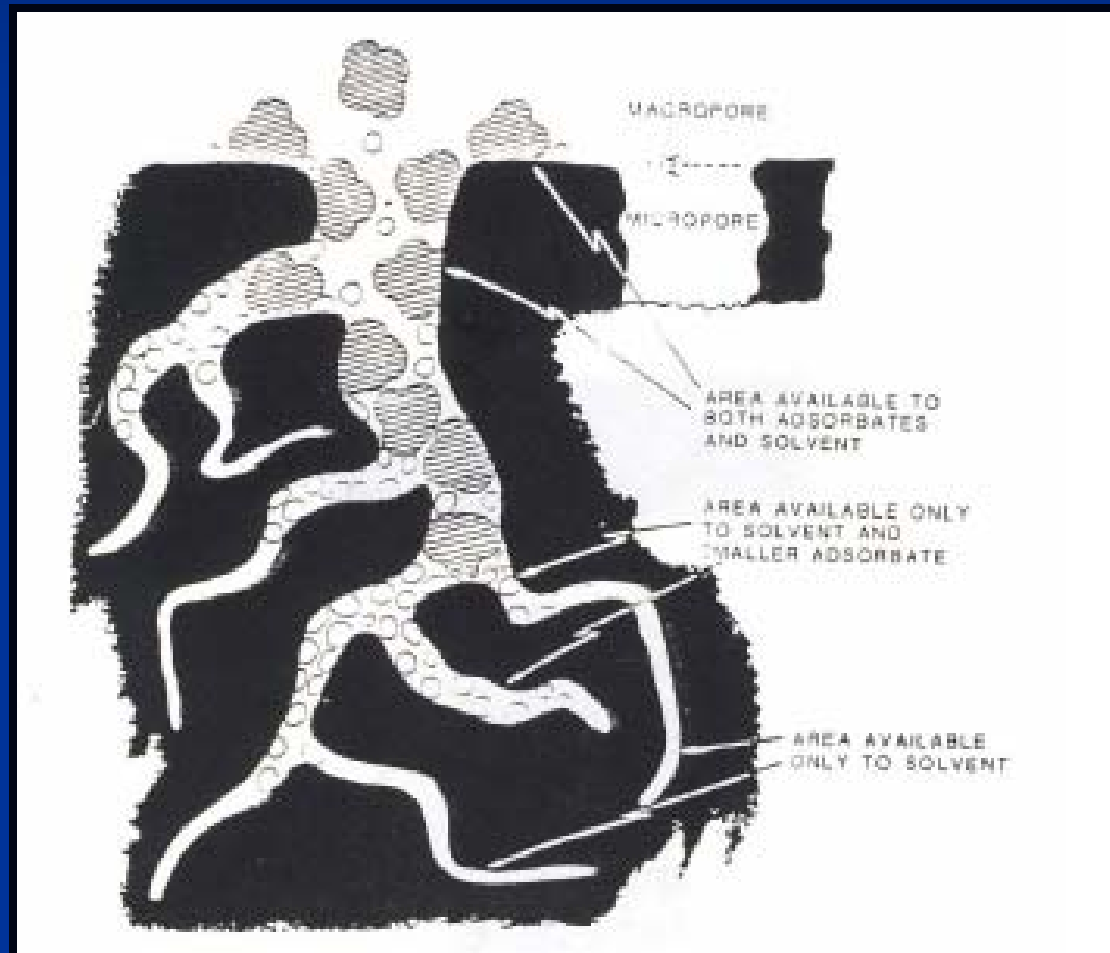 MACROPORE
MICROPORE
AREA AVAILABLE TO
BOTH ADSORBATES
AND SOLVENT
AREA AVAILABLE ONLY
TO SOLVENT AND
SMALLER ADSORBATE
AREA AVAILABLE
ONLY TO SOLVENT